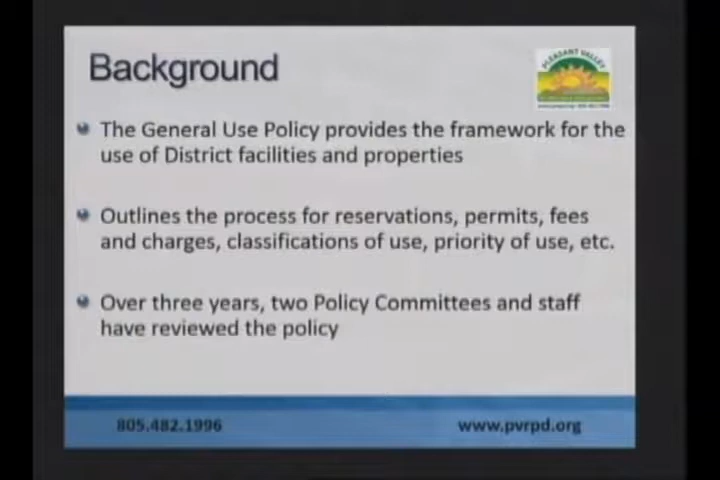 Background
PLEASANT VALLEY
The General Use Policy provides the framework for the
use of District facilities and properties
Outlines the process for reservations, permits, fees
and charges, classifications of use, priority of use, etc.
Over three years, two Policy Committees and staff
have reviewed the policy
805.482.1996
www.pvrpd.org